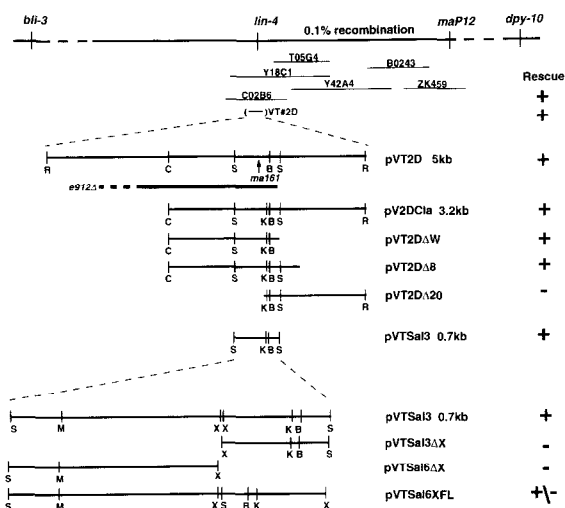 bli-3 lin-4 maP12 dpy-10
0.1% recombination
T05G4
B0243
Y18C1 Rescue
Y42A4 ZK459
C02B6 +
(—)VT#2D +
pVT2D 5kb +
R C S B S R
ma161
e912Δ
pV2DCla 3.2kb +
C S K B S R
pVT2DΔW +
C S K B
pVT2DΔ8 +
C S K B S
pVT2DΔ20 -
K B S R
pVTSal3 0.7kb +
S K B S
pVTSal3 0.7kb +
S M X X K B S
pVTSal3ΔX -
X K B S
pVTSal6ΔX -
S M X
pVTSal6XFL +\-
S M X S B K X